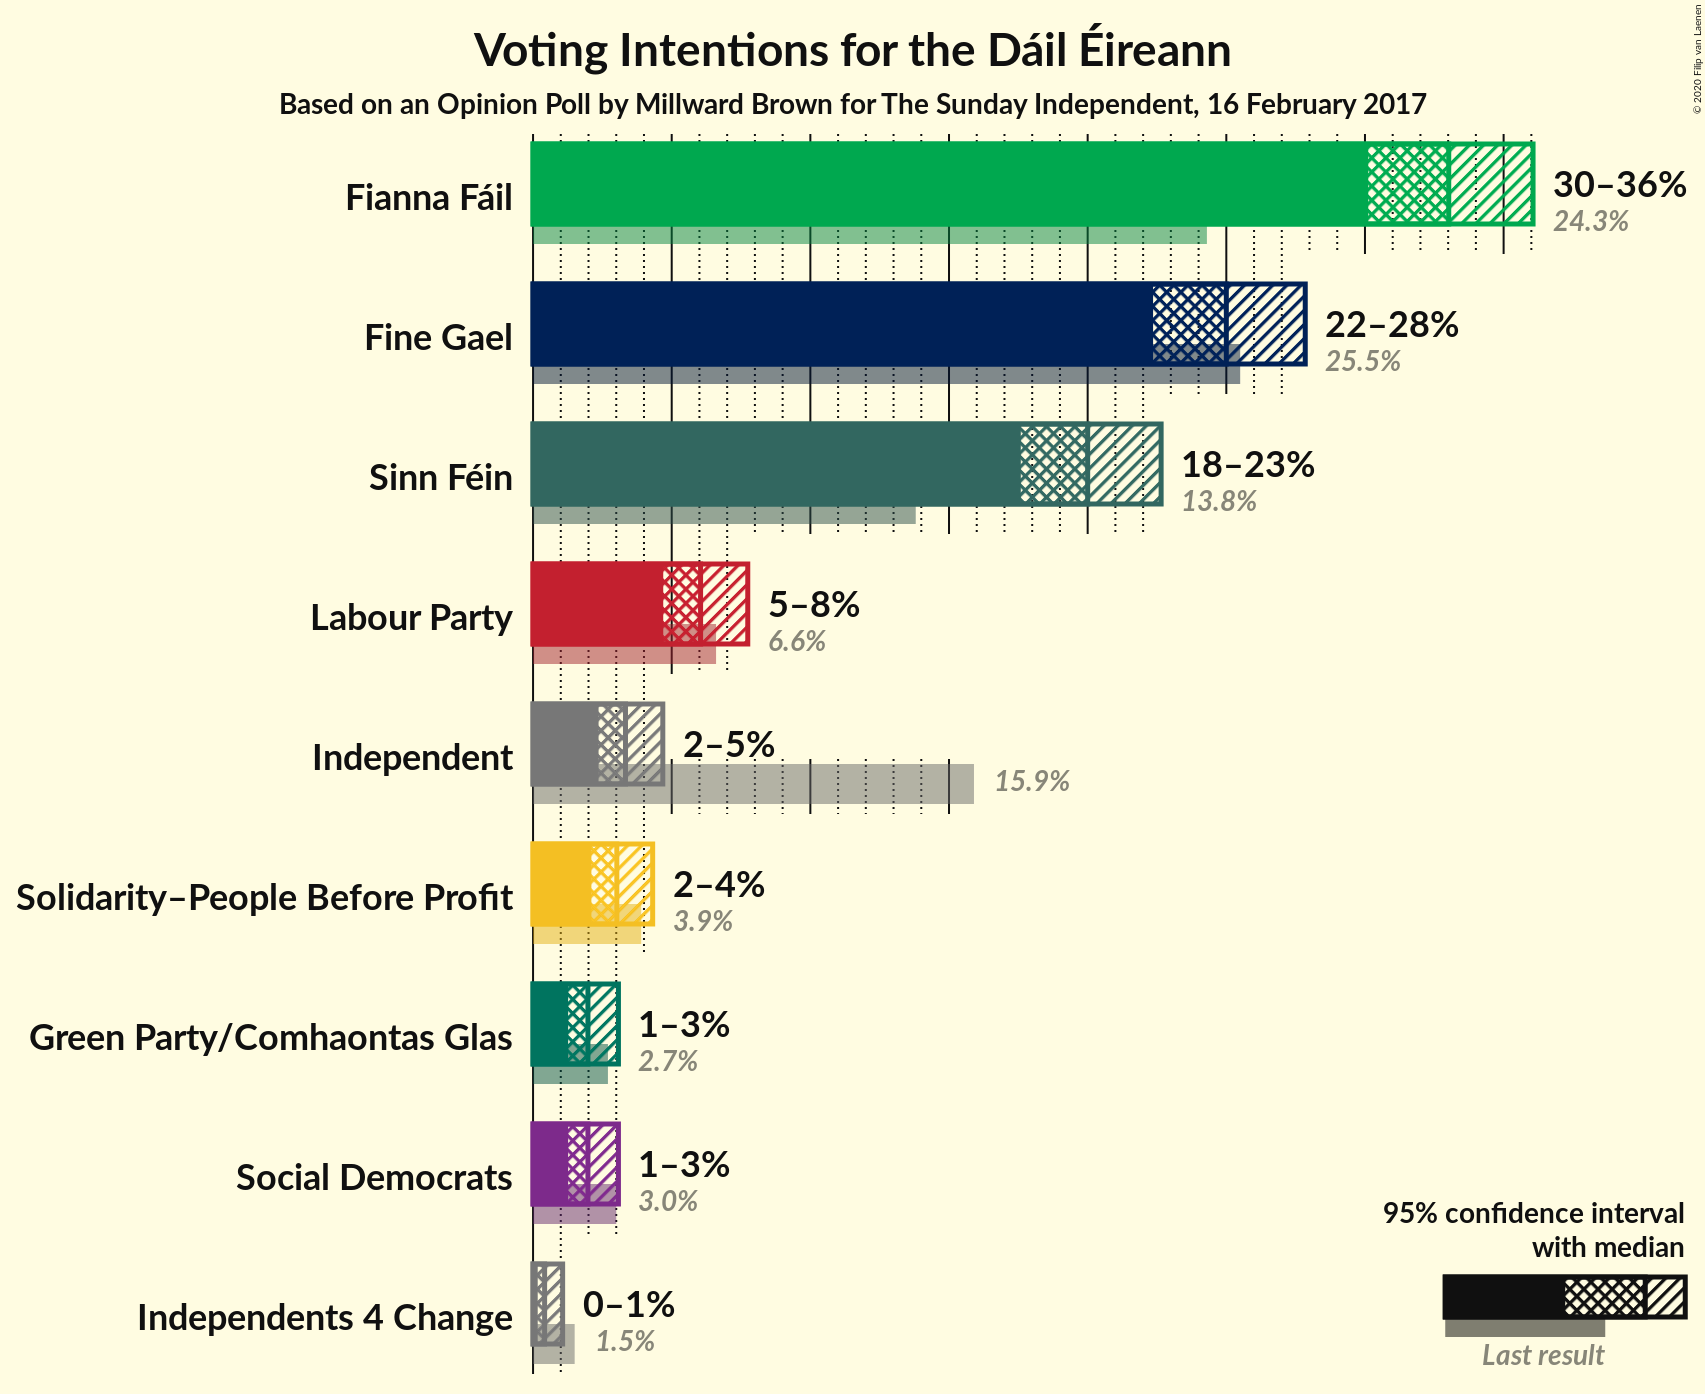 Voting Intentions for the Dáil Éireann
Based on an Opinion Poll by Millward Brown for The Sunday Independent, 16 February 2017
© 2020 Filip van Laenen
Fianna Fáil
30–36%
24.3%
Fine Gael
22–28%
25.5%
Sinn Féin
18–23%
13.8%
Labour Party
5–8%
6.6%
Independent
2–5%
15.9%
Solidarity–People Before Profit
2–4%
3.9%
Green Party/Comhaontas Glas
1–3%
2.7%
Social Democrats
1–3%
3.0%
Independents 4 Change
0–1%
1.5%
95% confidence interval
with median
Last result